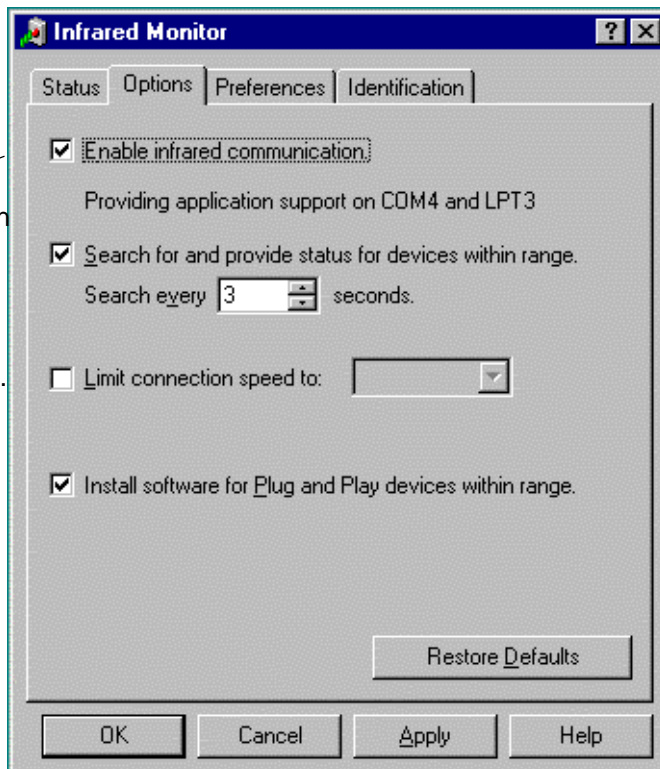 Infrared Monitor
Status Options Preferences Identification
Enable infrared communication.
Providing application support on COM4 and LPT3
Search for and provide status for devices within range.
Search every 3 seconds.
Limit connection speed to:
Install software for Plug and Play devices within range.
Restore Defaults
OK Cancel Apply Help